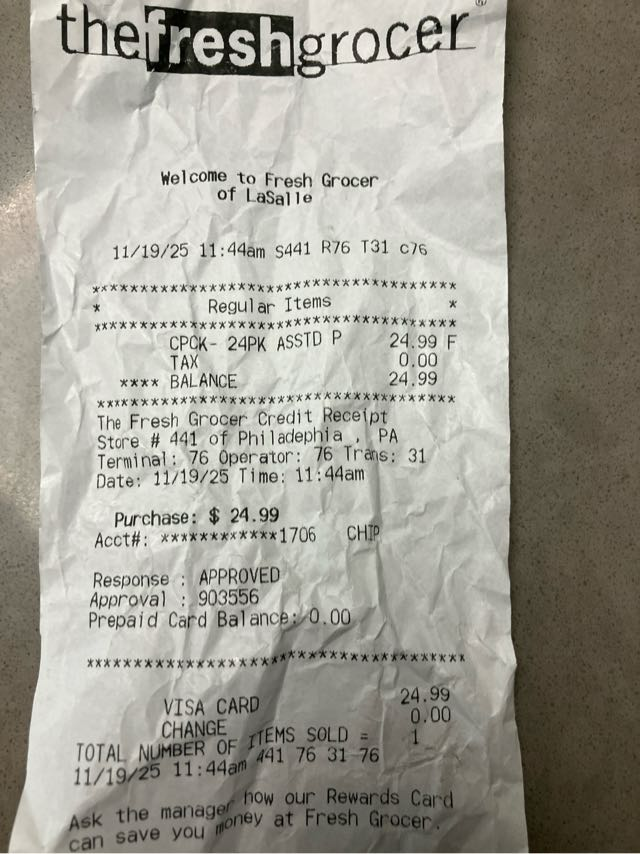 thefreshgrocer®
Welcome to Fresh Grocer
of LaSalle
11/19/25 11:44am S441 R76 T31 C76
*****************************************
* Regular Items *
*****************************************
CPCK- 24PK ASSTD P 24.99 F
TAX 0.00
**** BALANCE 24.99
*****************************************
The Fresh Grocer Credit Receipt
Store # 441 of Philadephia , PA
Terminal: 76 Operator: 76 Trans: 31
Date: 11/19/25 Time: 11:44am
Purchase: $ 24.99
Acct#: ************1706 CHIP
Response : APPROVED
Approval : 903556
Prepaid Card Balance: 0.00
*****************************************
VISA CARD 24.99
CHANGE 0.00
TOTAL NUMBER OF ITEMS SOLD = 1
11/19/25 11:44am 441 76 31 76
Ask the manager how our Rewards Card
can save you money at Fresh Grocer.